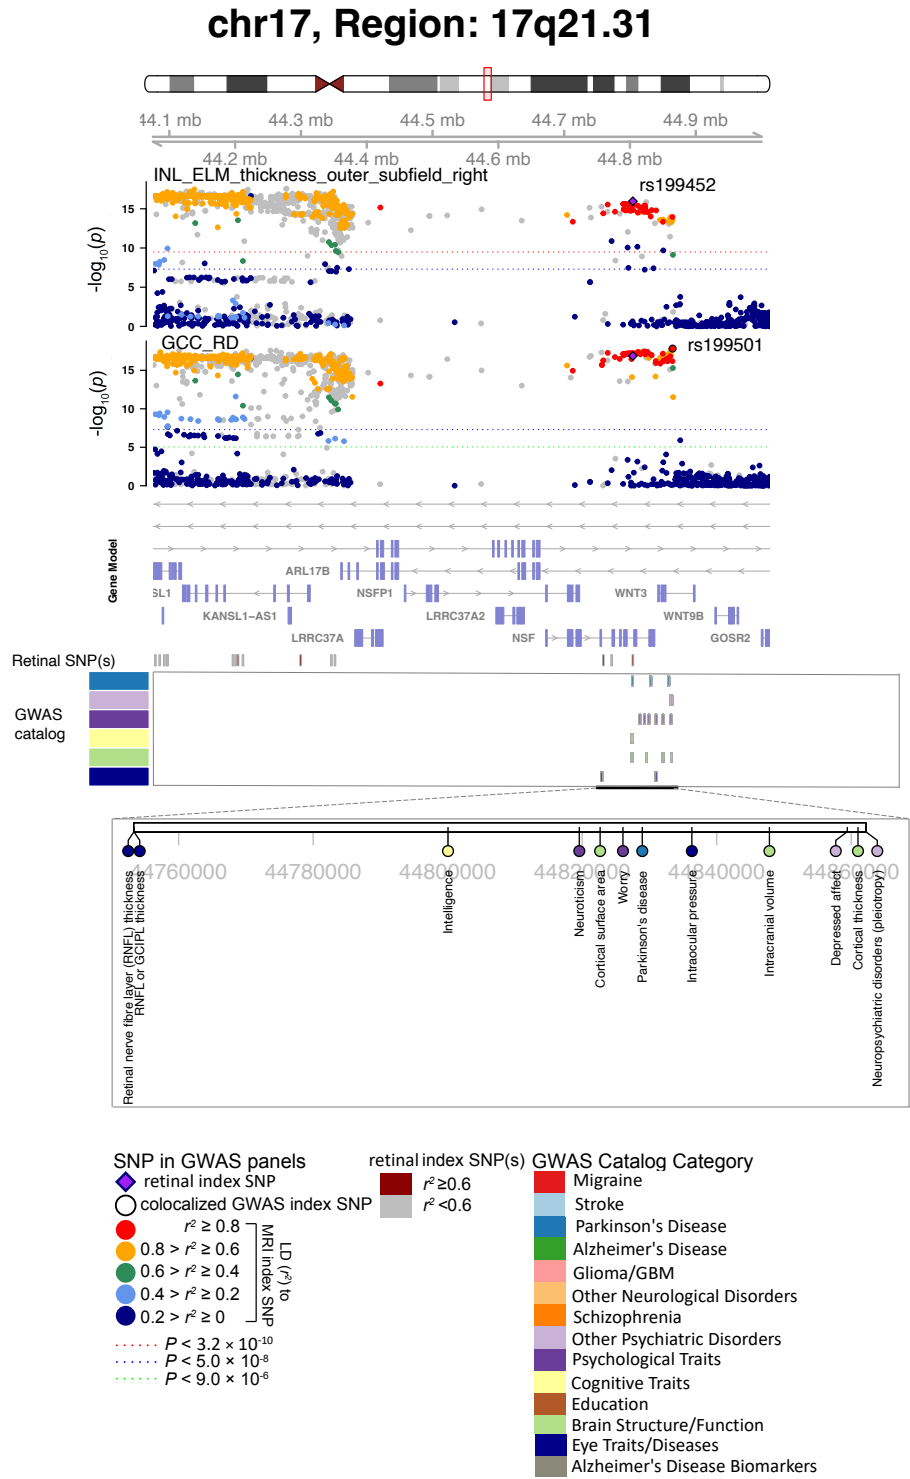 chr17, Region: 17q21.31
44.1 mb 44.3 mb 44.5 mb 44.7 mb 44.9 mb
44.2 mb 44.4 mb 44.6 mb 44.8 mb
INL_ELM_thickness_outer_subfield_right
rs199452
-log10(p)
15
10
5
0
GCC_RD
rs199501
-log10(p)
15
10
5
0
Gene Model
ARL17B
SL1 NSFP1 WNT3
KANSL1−AS1 LRRC37A2 WNT9B
LRRC37A NSF GOSR2
Retinal SNP(s)
GWAS
catalog
44760000 44780000 44800000 44820000 44840000 44860000
Retinal nerve fibre layer (RNFL) thickness
RNFL or GCIPL thickness
Intelligence
Neuroticism
Cortical surface area
Worry
Parkinson's disease
Intraocular pressure
Intracranial volume
Depressed affect
Cortical thickness
Neuropsychiatric disorders (pleiotropy)
SNP in GWAS panels
retinal index SNP
colocalized GWAS index SNP
r² ≥ 0.8
0.8 > r² ≥ 0.6
0.6 > r² ≥ 0.4
0.4 > r² ≥ 0.2
0.2 > r² ≥ 0
LD (r²) to
MRI index SNP
P < 3.2 × 10⁻¹⁰
P < 5.0 × 10⁻⁸
P < 9.0 × 10⁻⁶
retinal index SNP(s)
r² ≥0.6
r² <0.6
GWAS Catalog Category
Migraine
Stroke
Parkinson's Disease
Alzheimer's Disease
Glioma/GBM
Other Neurological Disorders
Schizophrenia
Other Psychiatric Disorders
Psychological Traits
Cognitive Traits
Education
Brain Structure/Function
Eye Traits/Diseases
Alzheimer's Disease Biomarkers